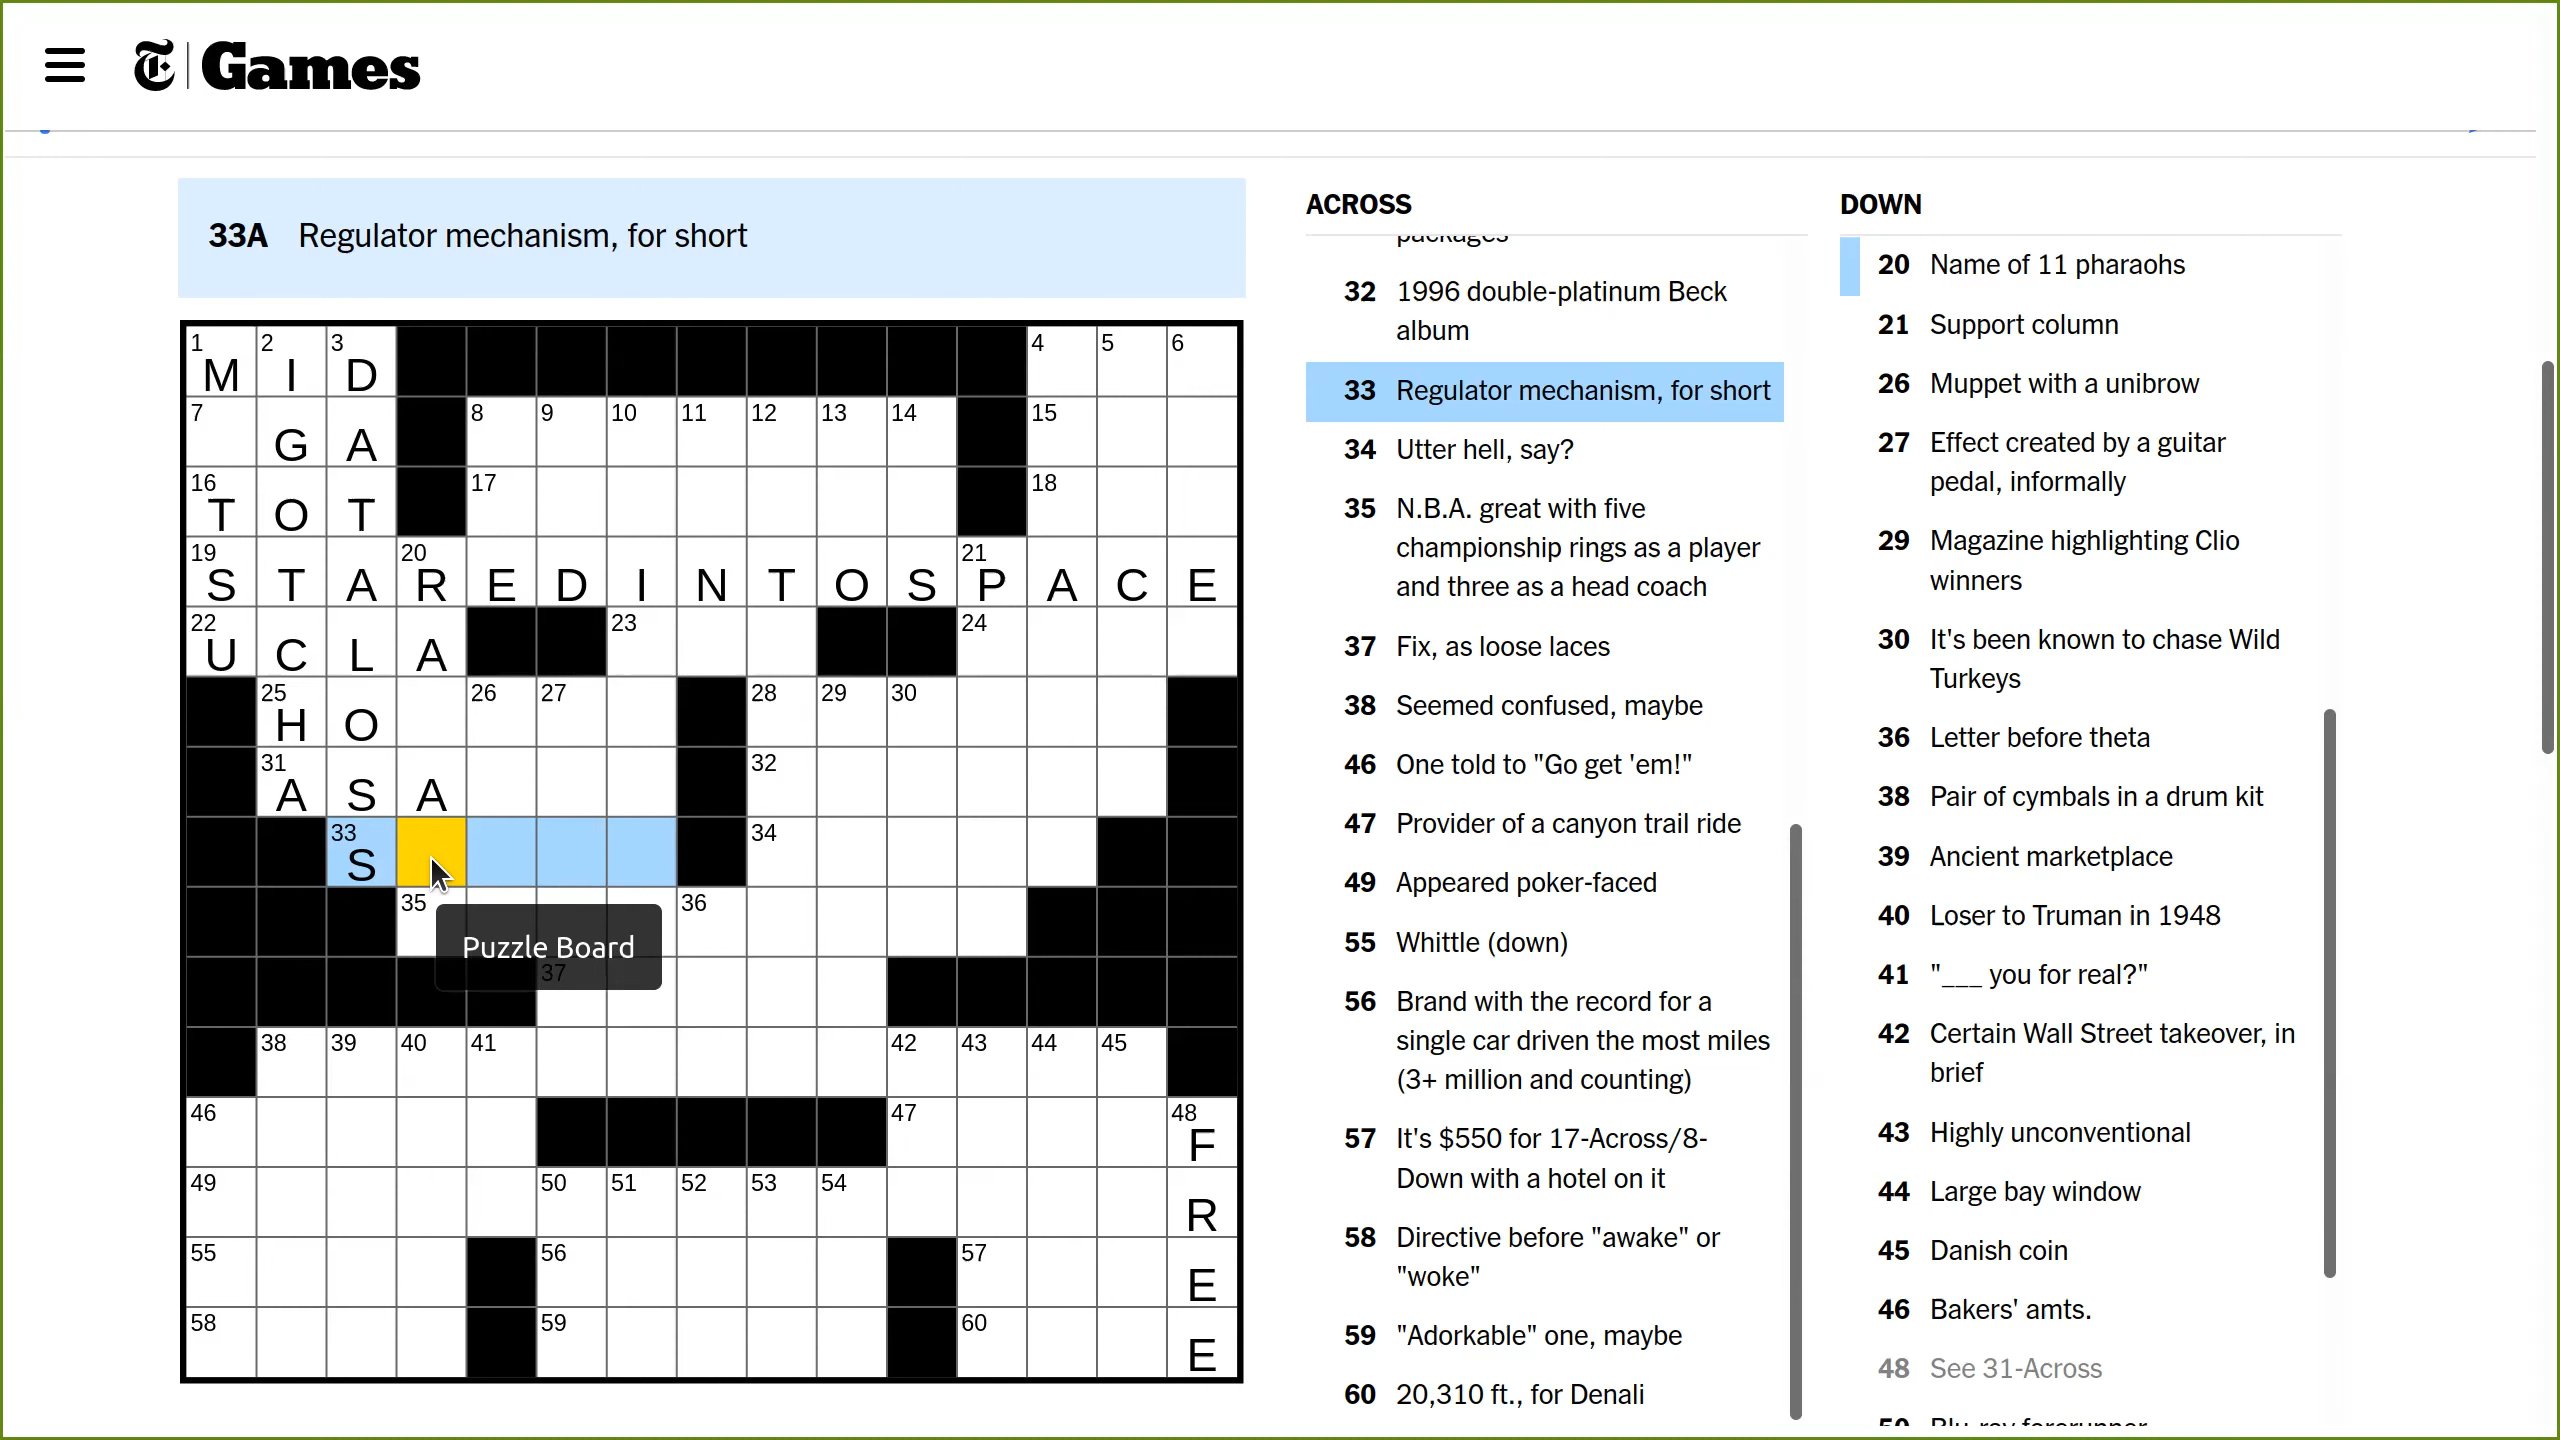 Games
33A Regulator mechanism, for short
1 2 3 4 5 6
M I D
7 8 9 10 11 12 13 14 15
G A
16 17 18
T O T
19 20 21
S T A R E D I N T O S P A C E
22 23 24
U C L A
25 26 27 28 29 30
H O
31 32
A S A
33 34
S
35 36
Puzzle Board
37
38 39 40 41 42 43 44 45
46 47 48
F
49 50 51 52 53 54
R
55 56 57
E
58 59 60
E
ACROSS
packages
32 1996 double-platinum Beck
album
33 Regulator mechanism, for short
34 Utter hell, say?
35 N.B.A. great with five
championship rings as a player
and three as a head coach
37 Fix, as loose laces
38 Seemed confused, maybe
46 One told to "Go get 'em!"
47 Provider of a canyon trail ride
49 Appeared poker-faced
55 Whittle (down)
56 Brand with the record for a
single car driven the most miles
(3+ million and counting)
57 It's $550 for 17-Across/8-
Down with a hotel on it
58 Directive before "awake" or
"woke"
59 "Adorkable" one, maybe
60 20,310 ft., for Denali
DOWN
20 Name of 11 pharaohs
21 Support column
26 Muppet with a unibrow
27 Effect created by a guitar
pedal, informally
29 Magazine highlighting Clio
winners
30 It's been known to chase Wild
Turkeys
36 Letter before theta
38 Pair of cymbals in a drum kit
39 Ancient marketplace
40 Loser to Truman in 1948
41 "___ you for real?"
42 Certain Wall Street takeover, in
brief
43 Highly unconventional
44 Large bay window
45 Danish coin
46 Bakers' amts.
48 See 31-Across
50 Blu-ray forerunner